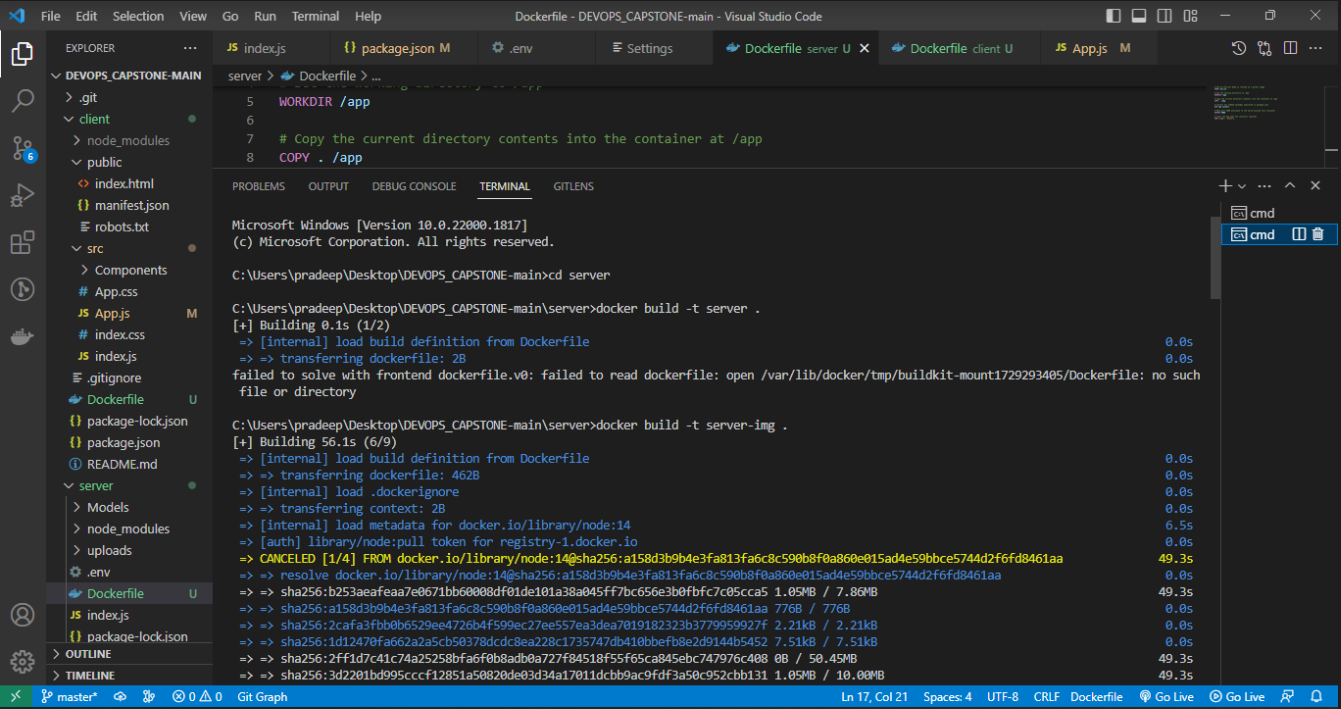 File Edit Selection View Go Run Terminal Help
Dockerfile - DEVOPS_CAPSTONE-main - Visual Studio Code
EXPLORER
JS index.js
{} package.json M
.env
Settings
Dockerfile server U
Dockerfile client U
JS App.js M
server > Dockerfile > ...
DEVOPS_CAPSTONE-MAIN
.git
client
node_modules
public
index.html
manifest.json
robots.txt
src
Components
App.css
JS App.js M
index.css
JS index.js
.gitignore
Dockerfile U
package-lock.json
package.json
README.md
server
Models
node_modules
uploads
.env
Dockerfile U
JS index.js
package-lock.json
OUTLINE
TIMELINE
5 WORKDIR /app
6
7 # Copy the current directory contents into the container at /app
8 COPY . /app
PROBLEMS OUTPUT DEBUG CONSOLE TERMINAL GITLENS
cmd
cmd
Microsoft Windows [Version 10.0.22000.1817]
(c) Microsoft Corporation. All rights reserved.
C:\Users\pradeep\Desktop\DEVOPS_CAPSTONE-main>cd server
C:\Users\pradeep\Desktop\DEVOPS_CAPSTONE-main\server>docker build -t server .
[+] Building 0.1s (1/2)
=> [internal] load build definition from Dockerfile 0.0s
=> => transferring dockerfile: 2B 0.0s
failed to solve with frontend dockerfile.v0: failed to read dockerfile: open /var/lib/docker/tmp/buildkit-mount1729293405/Dockerfile: no such
file or directory
C:\Users\pradeep\Desktop\DEVOPS_CAPSTONE-main\server>docker build -t server-img .
[+] Building 56.1s (6/9)
=> [internal] load build definition from Dockerfile 0.0s
=> => transferring dockerfile: 462B 0.0s
=> [internal] load .dockerignore 0.0s
=> => transferring context: 2B 0.0s
=> [internal] load metadata for docker.io/library/node:14 6.5s
=> [auth] library/node:pull token for registry-1.docker.io 0.0s
=> CANCELED [1/4] FROM docker.io/library/node:14@sha256:a158d3b9b4e3fa813fa6c8c590b8f0a860e015ad4e59bbce5744d2f6fd8461aa 49.3s
=> => resolve docker.io/library/node:14@sha256:a158d3b9b4e3fa813fa6c8c590b8f0a860e015ad4e59bbce5744d2f6fd8461aa 0.0s
=> => sha256:b253aeafeaa7e0671bb60008df01de101a38a045ff7bc656e3b0fbfc7c05cca5 1.05MB / 7.86MB 49.3s
=> => sha256:a158d3b9b4e3fa813fa6c8c590b8f0a860e015ad4e59bbce5744d2f6fd8461aa 776B / 776B 0.0s
=> => sha256:2cafa3fbb0b6529ee4726b4f599ec27ee557ea3dea7019182323b3779959927f 2.21kB / 2.21kB 0.0s
=> => sha256:1d12470fa662a2a5cb50378dcdc8ea228c1735747db410bbefb8e2d9144b5452 7.51kB / 7.51kB 0.0s
=> => sha256:2ff1d7c41c74a25258bfa6f0b8adb0a727f84518f55f65ca845ebc747976c408 0B / 50.45MB 49.3s
=> => sha256:3d2201bd995cccf12851a50820de03d34a17011dcbb9ac9fdf3a50c952cbb131 1.05MB / 10.00MB 49.3s
6
master* 0 0 Git Graph
Ln 17, Col 21 Spaces: 4 UTF-8 CRLF Dockerfile Go Live Go Live